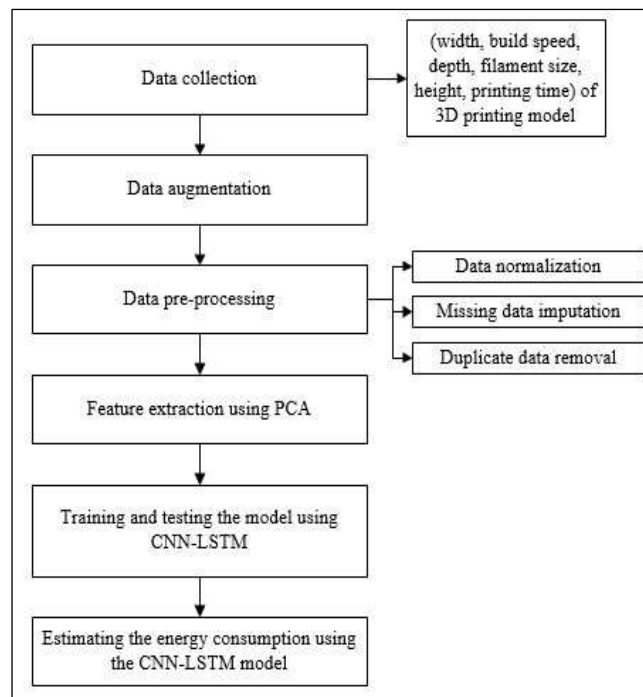 Data collection
(width, build speed,
depth, filament size,
height, printing time) of
3D printing model
Data augmentation
Data pre-processing
Data normalization
Missing data imputation
Duplicate data removal
Feature extraction using PCA
Training and testing the model using
CNN-LSTM
Estimating the energy consumption using
the CNN-LSTM model